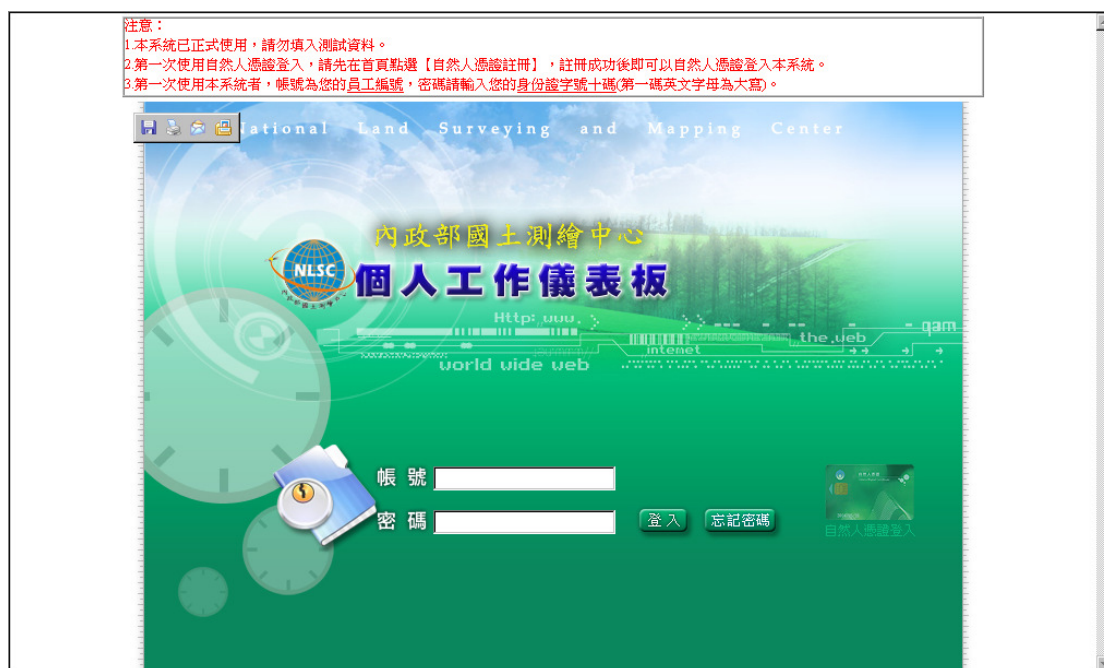 注意：
1.本系統已正式使用，請勿填入測試資料。
2.第一次使用自然人憑證登入，請先在首頁點選【自然人憑證註冊】，註冊成功後即可以自然人憑證登入本系統。
3.第一次使用本系統者，帳號為您的員工編號，密碼請輸入您的身份證字號十碼(第一碼英文字母為大寫)。
National Land Surveying and Mapping Center
內政部國土測繪中心
NLSC
個人工作儀表板
Http: www.
qam
the.web
internet
world wide web
帳 號
密 碼
登 入
忘記密碼
自然人憑證登入